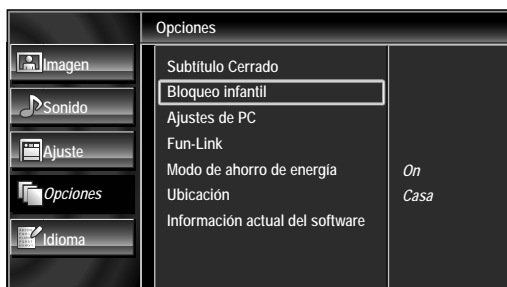 Opciones
Imagen
Sonido
Ajuste
Opciones
Idioma
Subtítulo Cerrado
Bloqueo infantil
Ajustes de PC
Fun-Link
Modo de ahorro de energía On
Ubicación Casa
Información actual del software